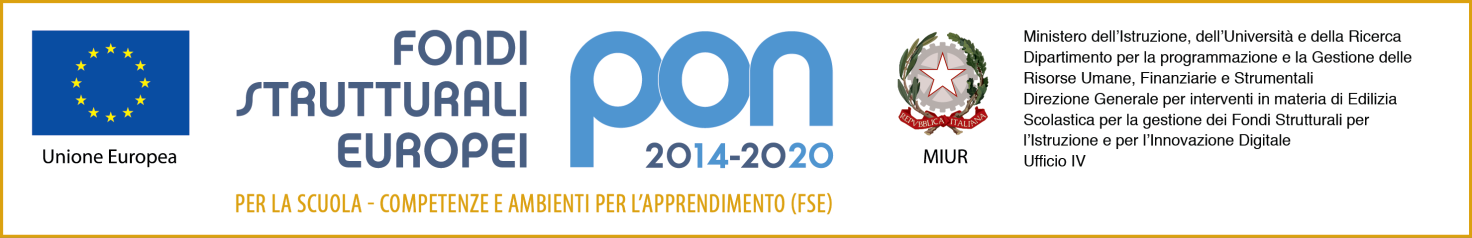 Unione Europea
FONDI
STRUTTURALI
EUROPEI
pon
2014-2020
PER LA SCUOLA - COMPETENZE E AMBIENTI PER L'APPRENDIMENTO (FSE)
REPVBBLICA ITALIANA
MIUR
Ministero dell'Istruzione, dell'Università e della Ricerca
Dipartimento per la programmazione e la Gestione delle
Risorse Umane, Finanziarie e Strumentali
Direzione Generale per interventi in materia di Edilizia
Scolastica per la gestione dei Fondi Strutturali per
l'Istruzione e per l'Innovazione Digitale
Ufficio IV